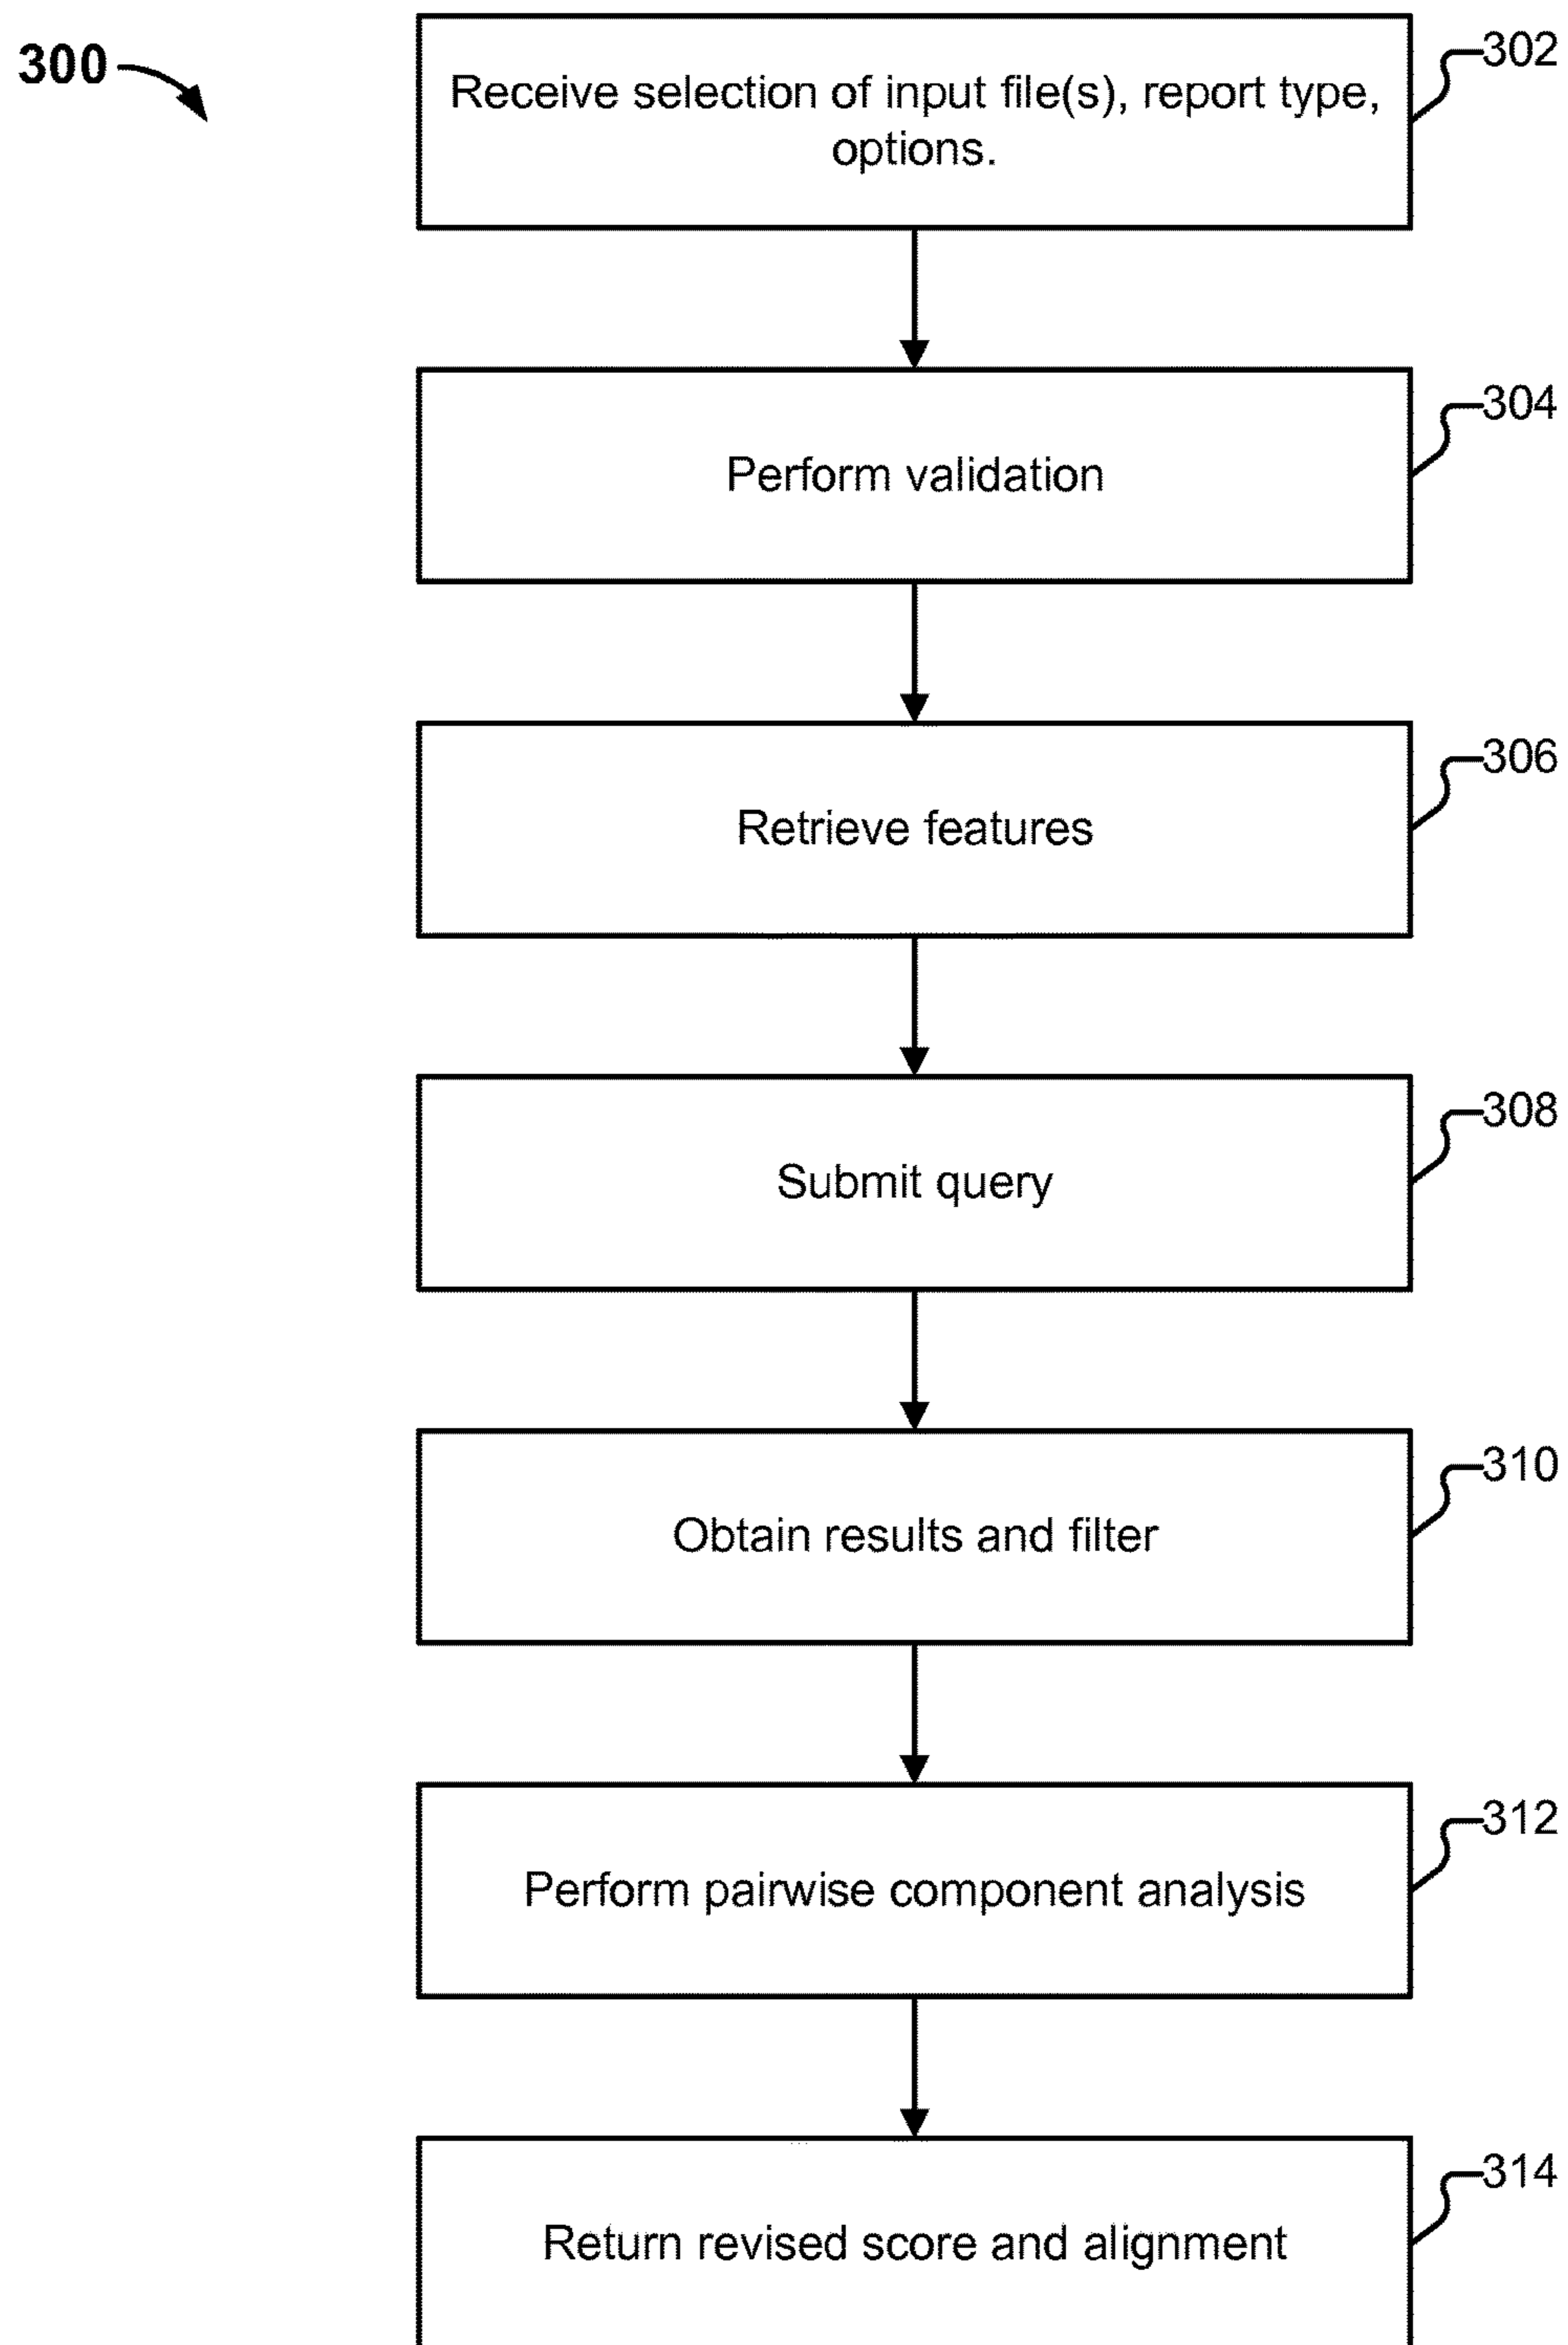 300
302
Receive selection of input file(s), report type,
options.
304
Perform validation
306
Retrieve features
308
Submit query
310
Obtain results and filter
312
Perform pairwise component analysis
314
Return revised score and alignment